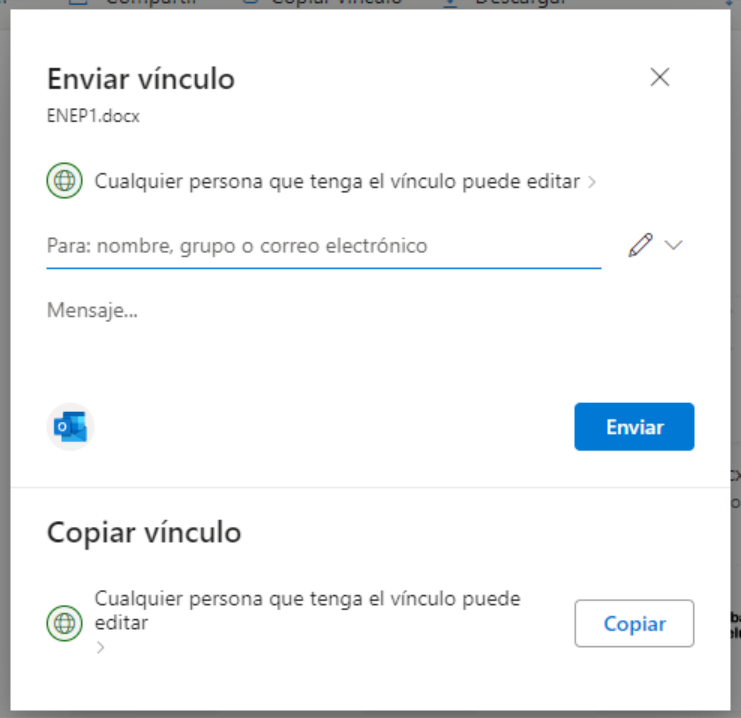 Compartir Copiar vínculo Descargar
Enviar vínculo
ENEP1.docx
Cualquier persona que tenga el vínculo puede editar
Para: nombre, grupo o correo electrónico
Mensaje...
Enviar
Copiar vínculo
Cualquier persona que tenga el vínculo puede
editar
Copiar